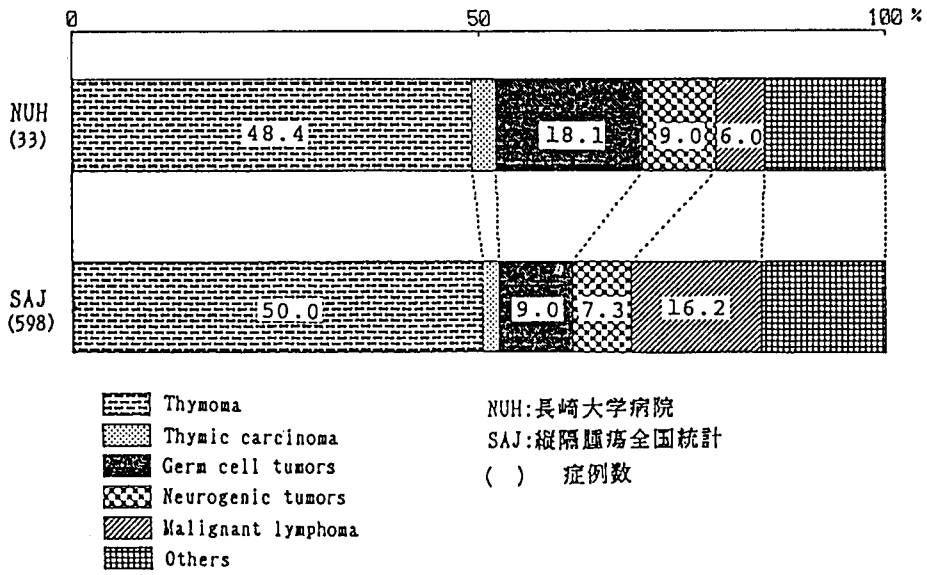 0 50 100 %
NUH
(33)
48.4 18.1 9.0 6.0
SAJ
(598)
50.0 9.0 7.3 16.2
Thymoma
Thymic carcinoma
Germ cell tumors
Neurogenic tumors
Malignant lymphoma
Others
NUH:長崎大学病院
SAJ:縦隔腫瘍全国統計
( ) 症例数